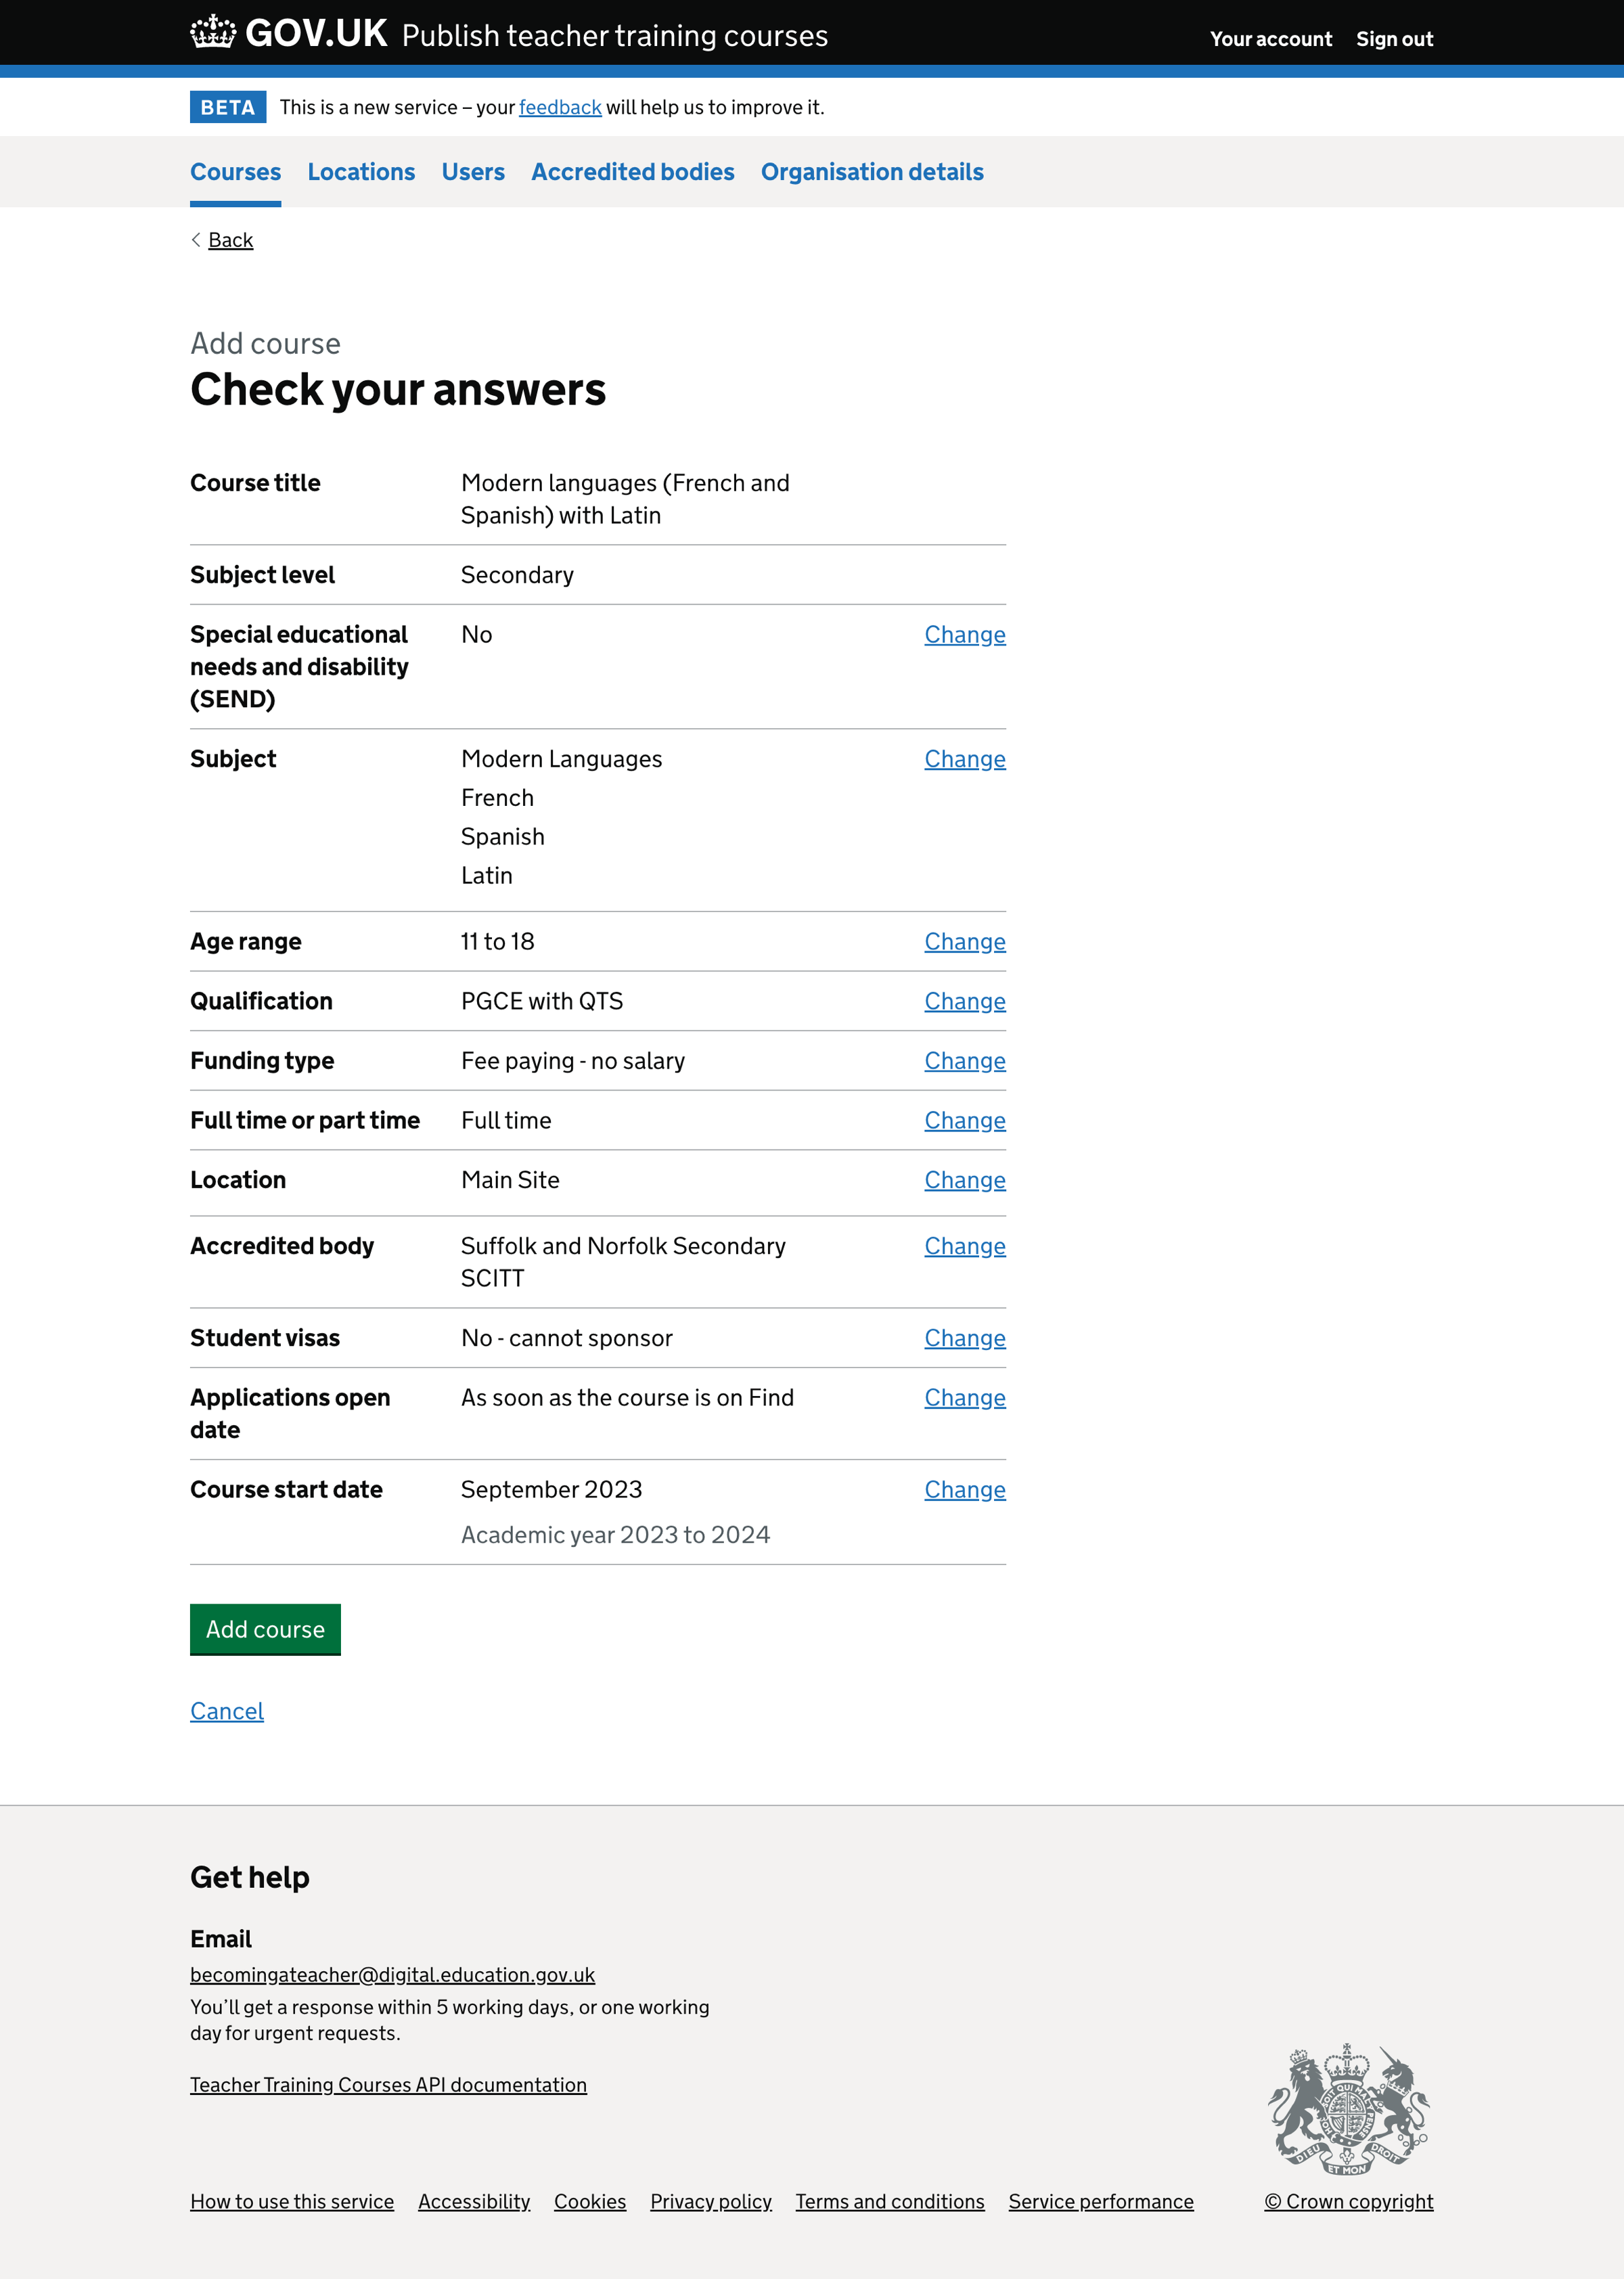 GOV.UK Publish teacher training courses Your account Sign out
BETA This is a new service – your feedback will help us to improve it.
Courses Locations Users Accredited bodies Organisation details
Back
Add course
Check your answers
Course title Modern languages (French and
Spanish) with Latin
Subject level Secondary
Special educational No Change
needs and disability
(SEND)
Subject Modern Languages Change
French
Spanish
Latin
Age range 11 to 18 Change
Qualification PGCE with QTS Change
Funding type Fee paying - no salary Change
Full time or part time Full time Change
Location Main Site Change
Accredited body Suffolk and Norfolk Secondary Change
SCITT
Student visas No - cannot sponsor Change
Applications open As soon as the course is on Find Change
date
Course start date September 2023 Change
Academic year 2023 to 2024
Add course
Cancel
Get help
Email
becomingateacher@digital.education.gov.uk
You’ll get a response within 5 working days, or one working
day for urgent requests.
Teacher Training Courses API documentation
DIEU ET MON DROIT
How to use this service Accessibility Cookies Privacy policy Terms and conditions Service performance © Crown copyright